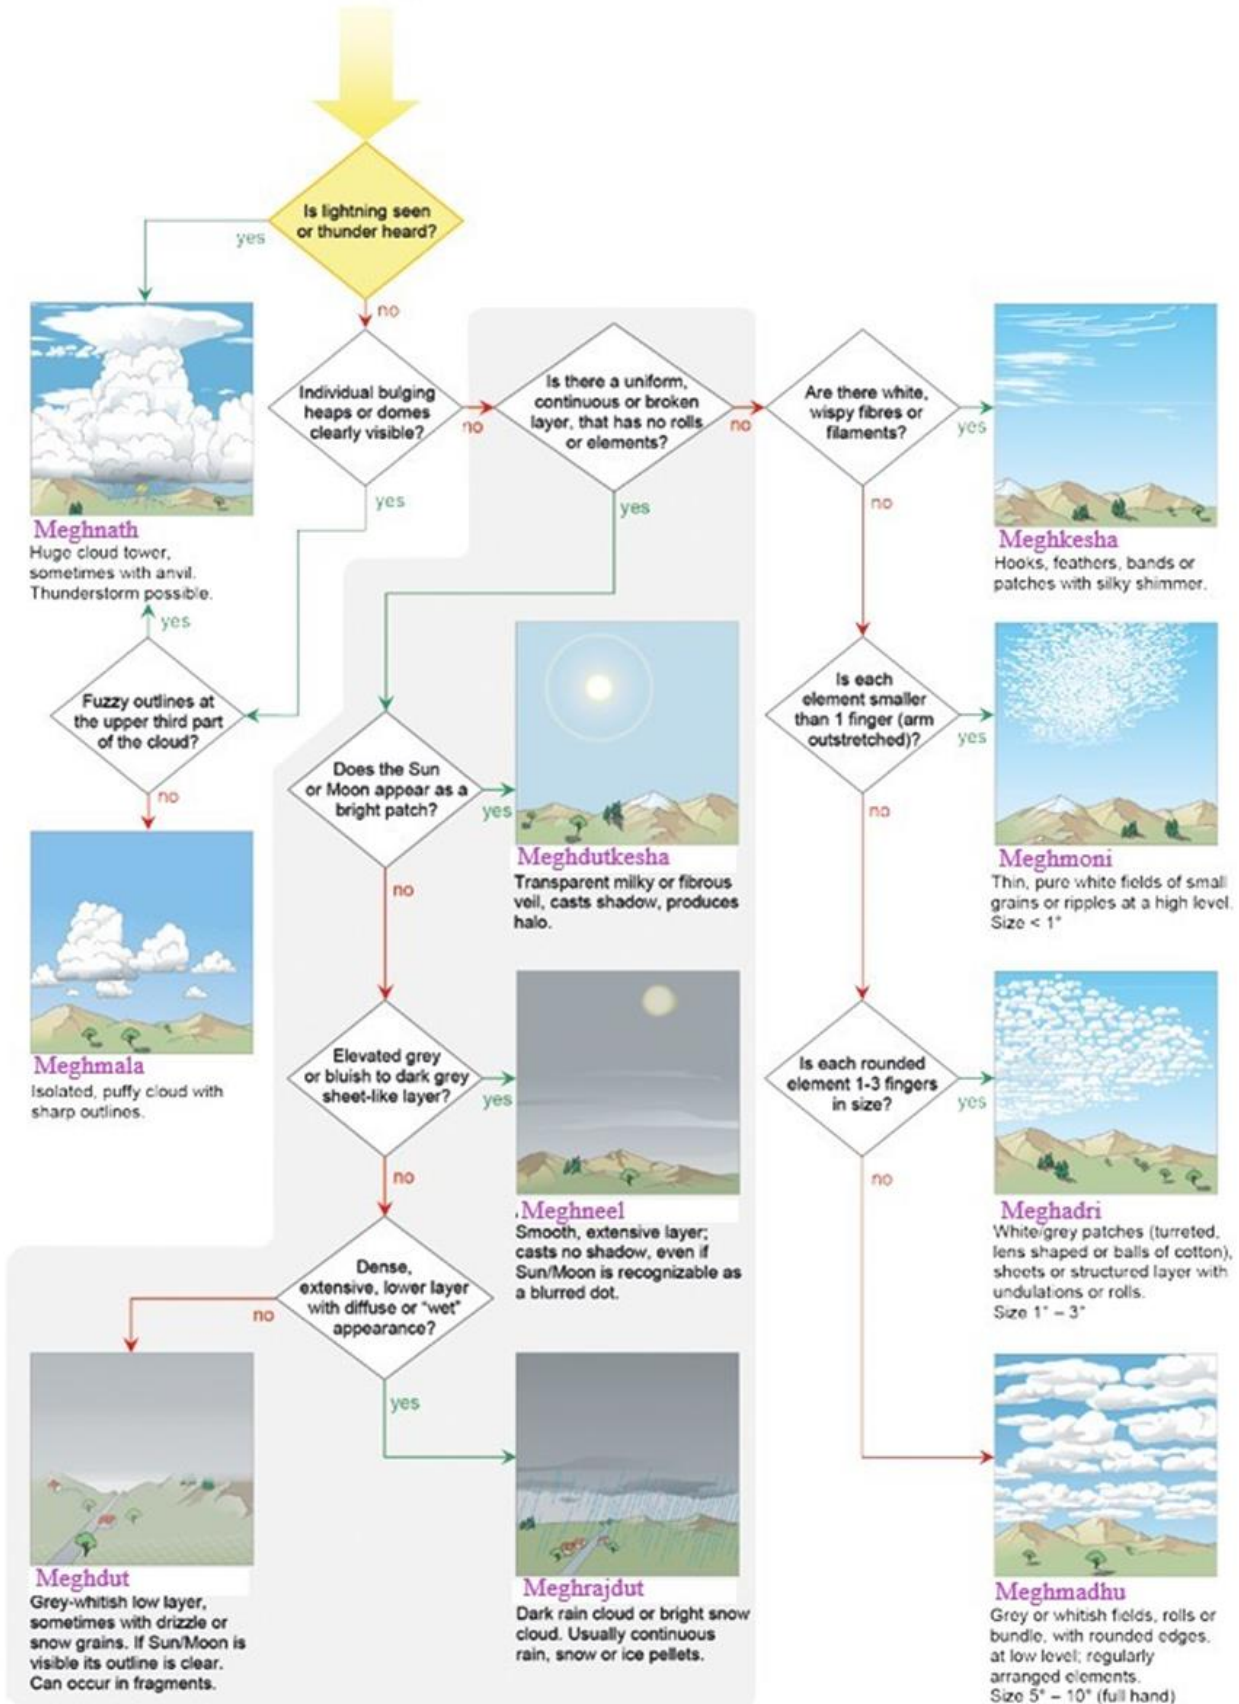 Is lightning seen
or thunder heard?
yes
no
Meghnath
Huge cloud tower,
sometimes with anvil.
Thunderstorm possible.
Individual bulging
heaps or domes
clearly visible?
no
yes
Is there a uniform,
continuous or broken
layer, that has no rolls
or elements?
no
yes
Are there white,
wispy fibres or
filaments?
yes
no
Meghkesha
Hooks, feathers, bands or
patches with silky shimmer.
yes
Fuzzy outlines at
the upper third part
of the cloud?
no
Meghmala
Isolated, puffy cloud with
sharp outlines.
Does the Sun
or Moon appear as a
bright patch?
yes
no
Meghdutkesha
Transparent milky or fibrous
veil, casts shadow, produces
halo.
Is each
element smaller
than 1 finger (arm
outstretched)?
yes
no
Meghmoni
Thin, pure white fields of small
grains or ripples at a high level.
Size < 1°
Elevated grey
or bluish to dark grey
sheet-like layer?
yes
no
Meghneel
Smooth, extensive layer;
casts no shadow, even if
Sun/Moon is recognizable as
a blurred dot.
Is each rounded
element 1-3 fingers
in size?
yes
no
Meghadri
White/grey patches (turreted,
lens shaped or balls of cotton),
sheets or structured layer with
undulations or rolls.
Size 1° – 3°
Dense,
extensive, lower layer
with diffuse or "wet"
appearance?
no
yes
Meghdut
Grey-whitish low layer,
sometimes with drizzle or
snow grains. If Sun/Moon is
visible its outline is clear.
Can occur in fragments.
Meghrajdut
Dark rain cloud or bright snow
cloud. Usually continuous
rain, snow or ice pellets.
Meghmadhu
Grey or whitish fields, rolls or
bundle, with rounded edges,
at low level; regularly
arranged elements.
Size 5° – 10° (full hand)